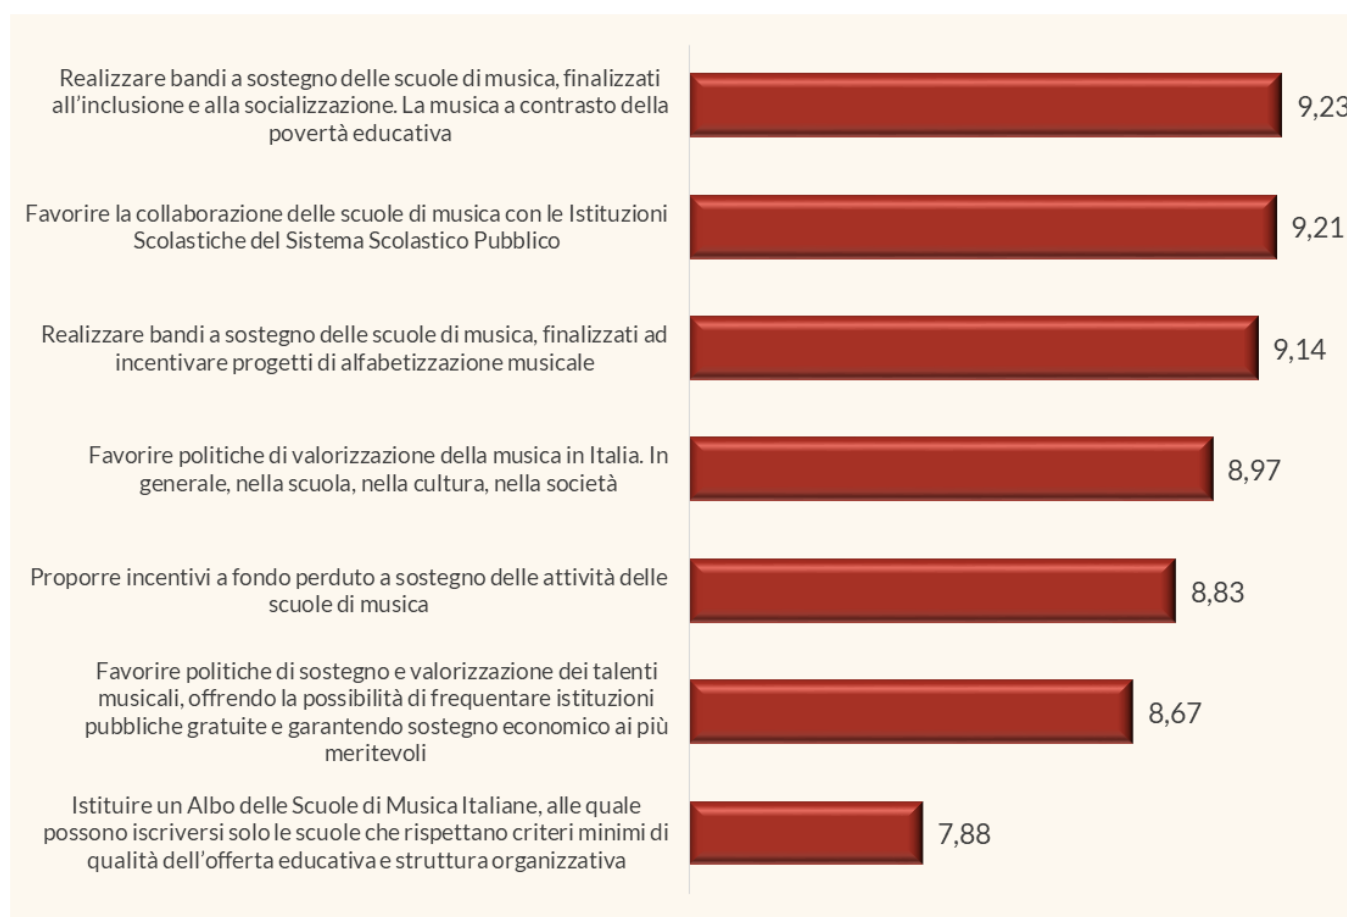 Realizzare bandi a sostegno delle scuole di musica, finalizzati
all'inclusione e alla socializzazione. La musica a contrasto della
povertà educativa
9,23
Favorire la collaborazione delle scuole di musica con le Istituzioni
Scolastiche del Sistema Scolastico Pubblico
9,21
Realizzare bandi a sostegno delle scuole di musica, finalizzati ad
incentivare progetti di alfabetizzazione musicale
9,14
Favorire politiche di valorizzazione della musica in Italia. In
generale, nella scuola, nella cultura, nella società
8,97
Proporre incentivi a fondo perduto a sostegno delle attività delle
scuole di musica
8,83
Favorire politiche di sostegno e valorizzazione dei talenti
musicali, offrendo la possibilità di frequentare istituzioni
pubbliche gratuite e garantendo sostegno economico ai più
meritevoli
8,67
Istituire un Albo delle Scuole di Musica Italiane, alle quale
possono iscriversi solo le scuole che rispettano criteri minimi di
qualità dell'offerta educativa e struttura organizzativa
7,88